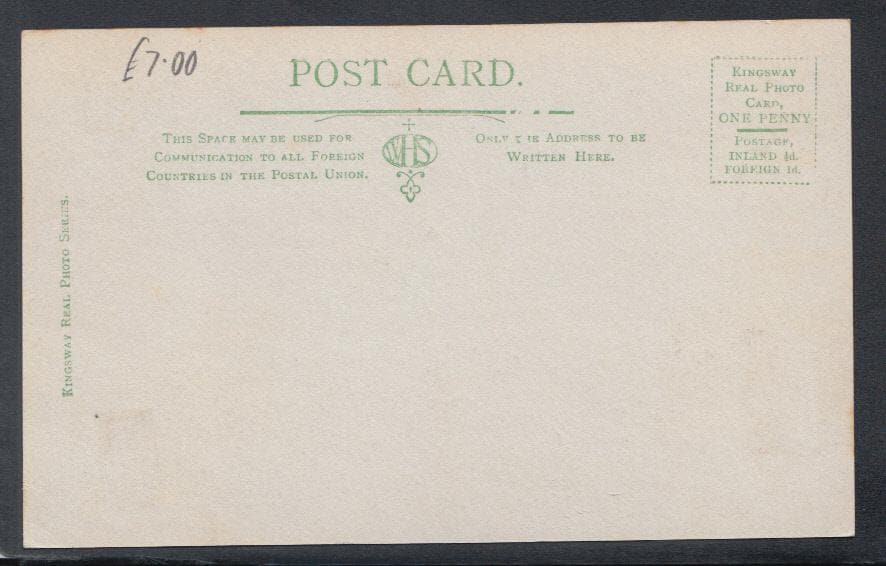 £7.00
POST CARD.
THIS SPACE MAY BE USED FOR
COMMUNICATION TO ALL FOREIGN
COUNTRIES IN THE POSTAL UNION.
WHS
ONLY THE ADDRESS TO BE
WRITTEN HERE.
KINGSWAY
REAL PHOTO
CARD,
ONE PENNY
POSTAGE,
INLAND ½d.
FOREIGN 1d.
KINGSWAY REAL PHOTO SERIES.